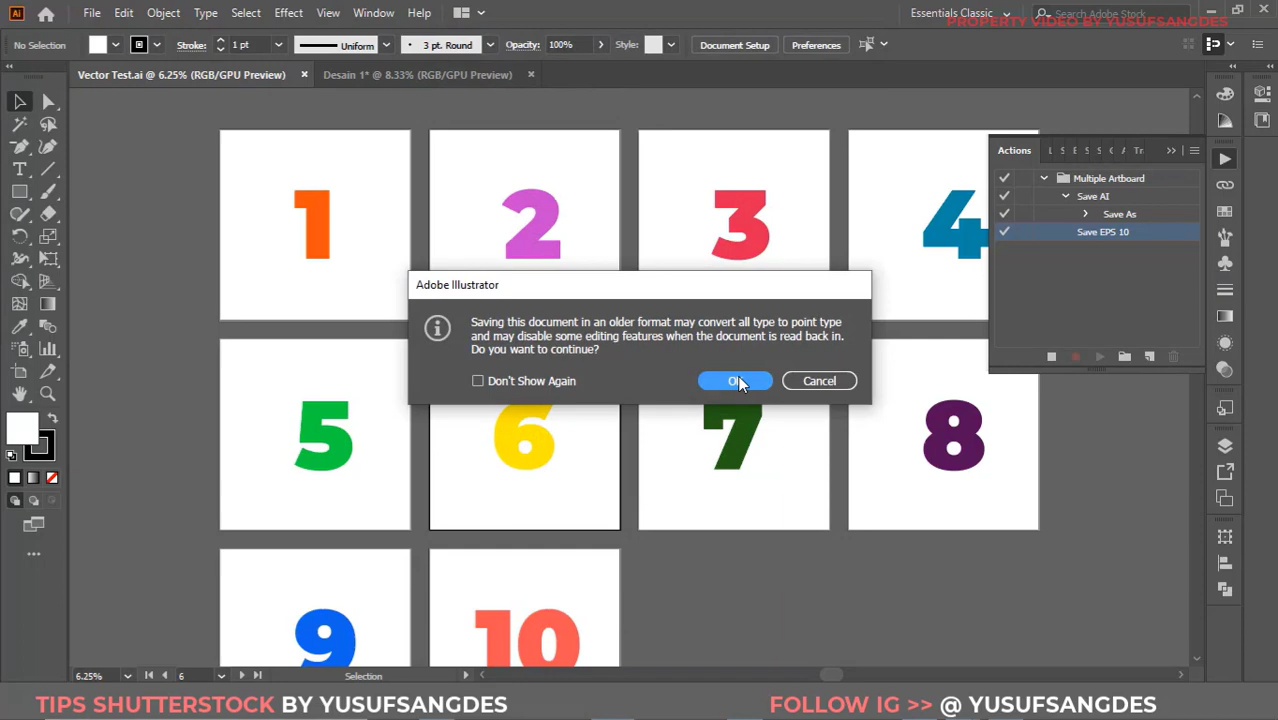 Ai File Edit Object Type Select Effect View Window Help Essentials Classic Search Adobe Stock
PROPERTY VIDEO BY YUSUFSANGDES
No Selection Stroke: 1 pt Uniform 3 pt. Round Opacity: 100% Style: Document Setup Preferences
Vector Test.ai @ 6.25% (RGB/GPU Preview) × Desain 1* @ 8.33% (RGB/GPU Preview) ×
1 2 3 4
Actions
Multiple Artboard
Save AI
Save As
Save EPS 10
Adobe Illustrator
Saving this document in an older format may convert all type to point type
and may disable some editing features when the document is read back in.
Do you want to continue?
Don't Show Again OK Cancel
5 6 7 8
9 10
6.25% 6 Selection
TIPS SHUTTERSTOCK BY YUSUFSANGDES FOLLOW IG >> @ YUSUFSANGDES